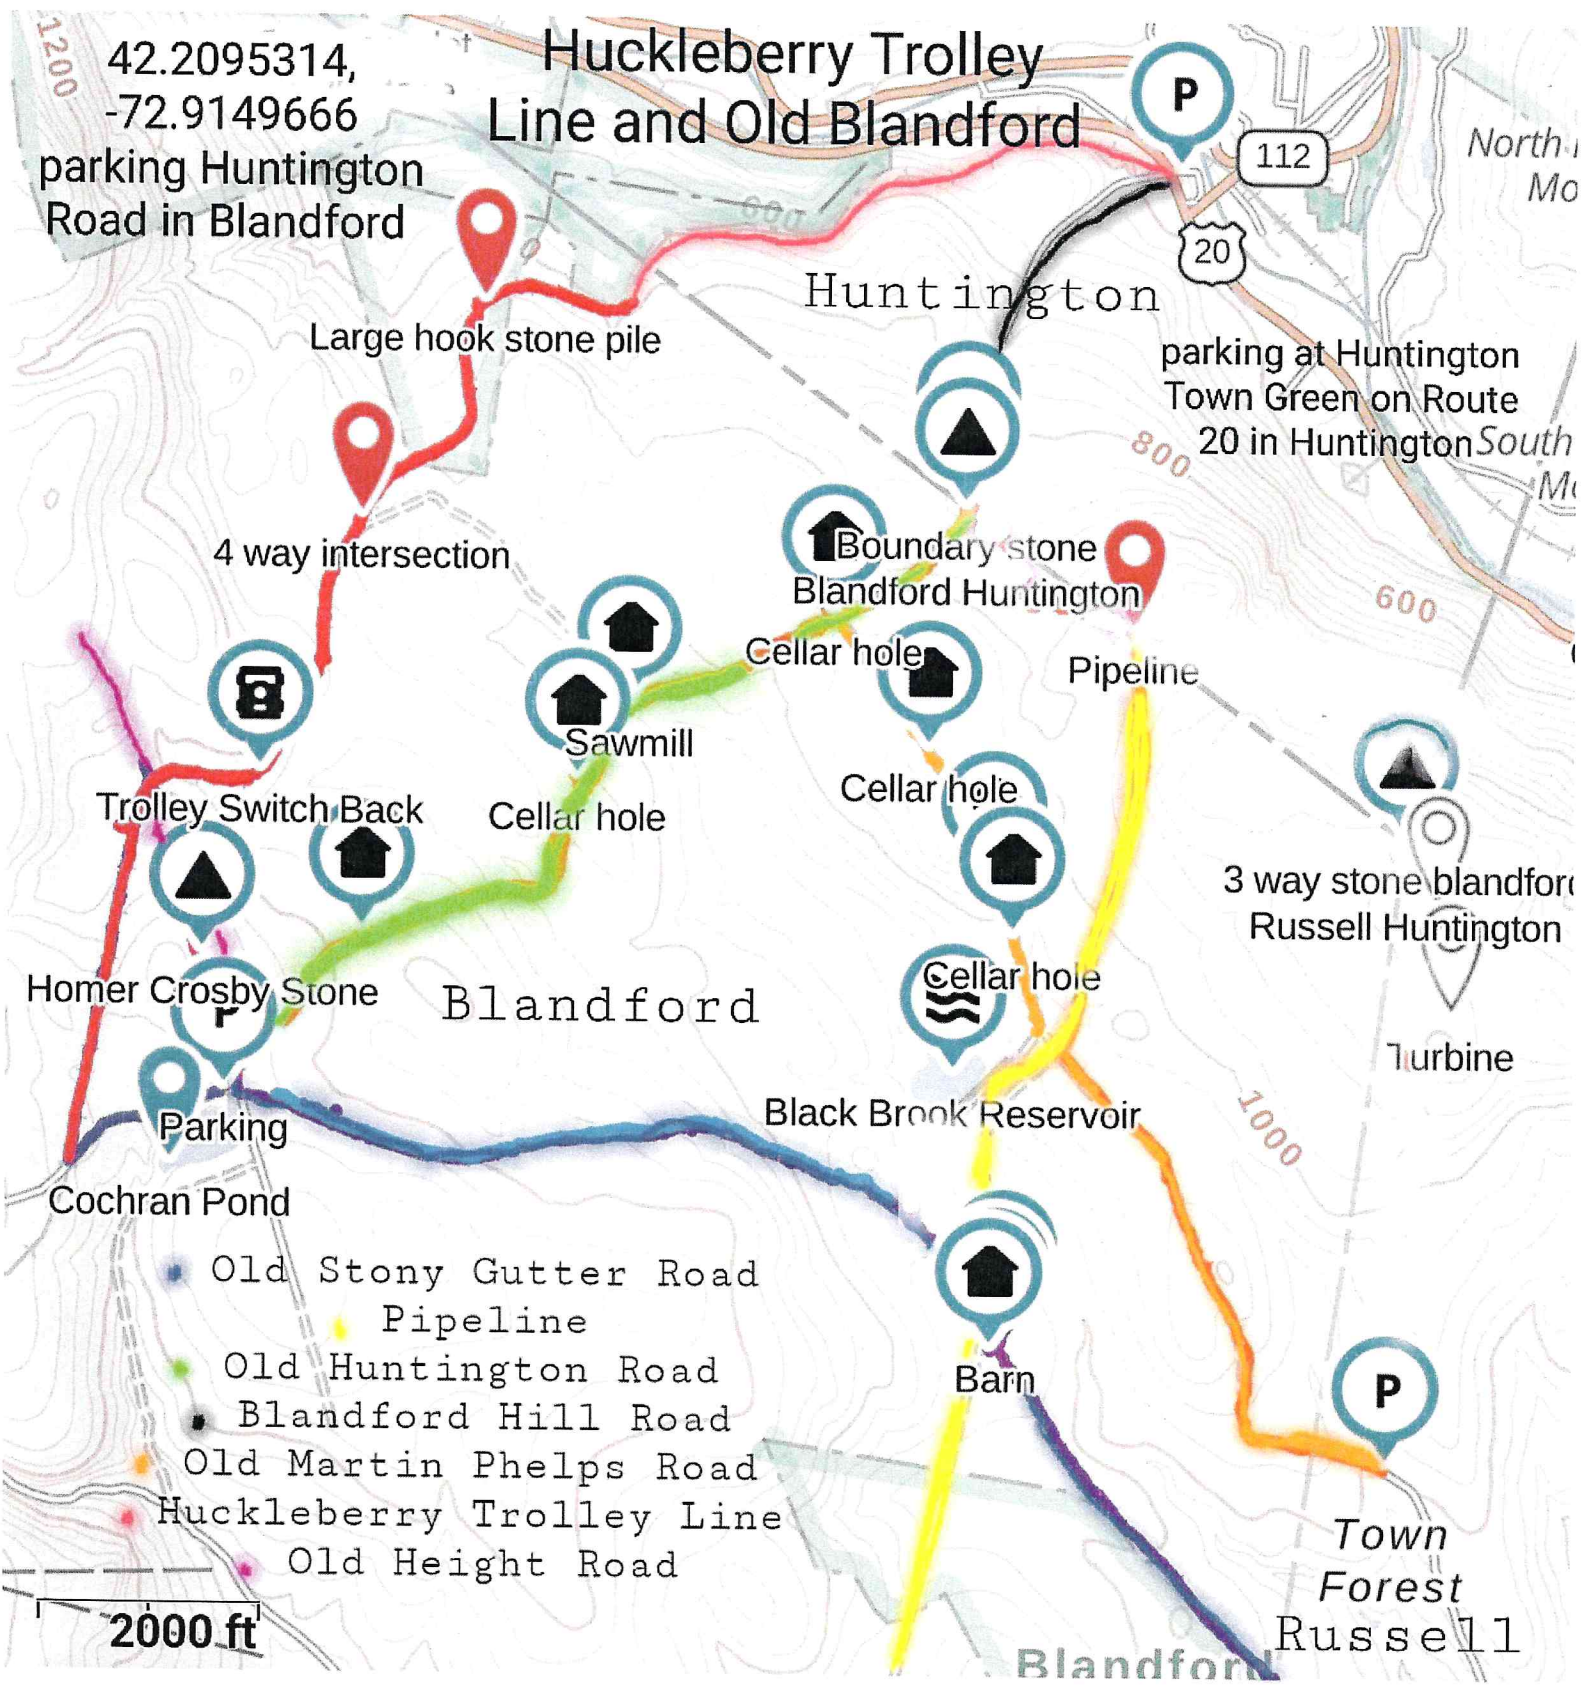 1200
42.2095314,
-72.9149666
parking Huntington
Road in Blandford
Huckleberry Trolley
Line and Old Blandford
P
112
20
600
Huntington
Large hook stone pile
parking at Huntington
Town Green on Route
20 in Huntington
South
800
4 way intersection
Boundary stone
Blandford Huntington
600
Cellar hole
Pipeline
Sawmill
Cellar hole
Cellar hole
Trolley Switch Back
3 way stone blandford
Russell Huntington
Cellar hole
Homer Crosby Stone
Blandford
P
Turbine
Black Brook Reservoir
1000
Parking
Cochran Pond
Old Stony Gutter Road
Pipeline
Old Huntington Road
Blandford Hill Road
Old Martin Phelps Road
Huckleberry Trolley Line
Old Height Road
Barn
P
2000 ft
Town
Forest
Russell
Blandford